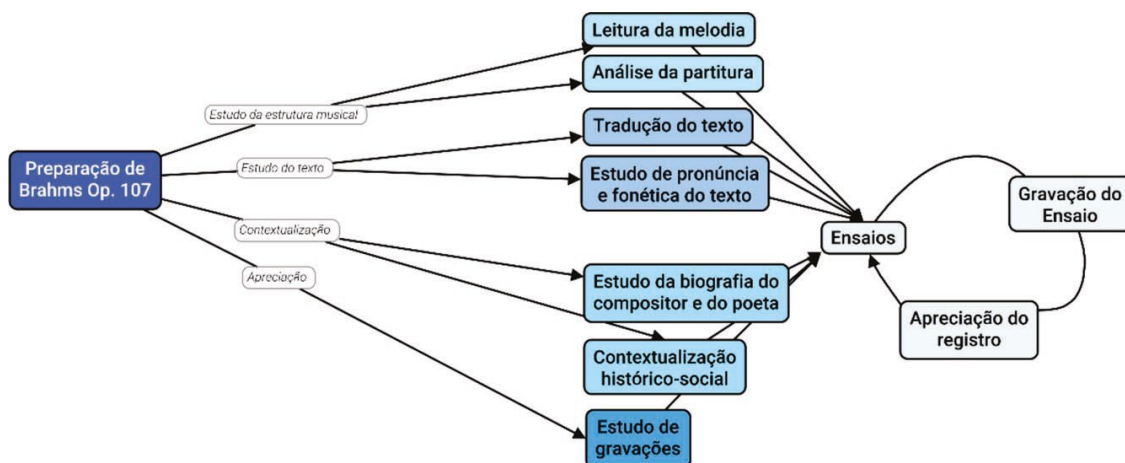 Preparação de
Brahms Op. 107
Estudo da estrutura musical
Estudo do texto
Contextualização
Apreciação
Leitura da melodia
Análise da partitura
Tradução do texto
Estudo de pronúncia
e fonética do texto
Estudo da biografia do
compositor e do poeta
Contextualização
histórico-social
Estudo de
gravações
Ensaios
Gravação do
Ensaio
Apreciação do
registro